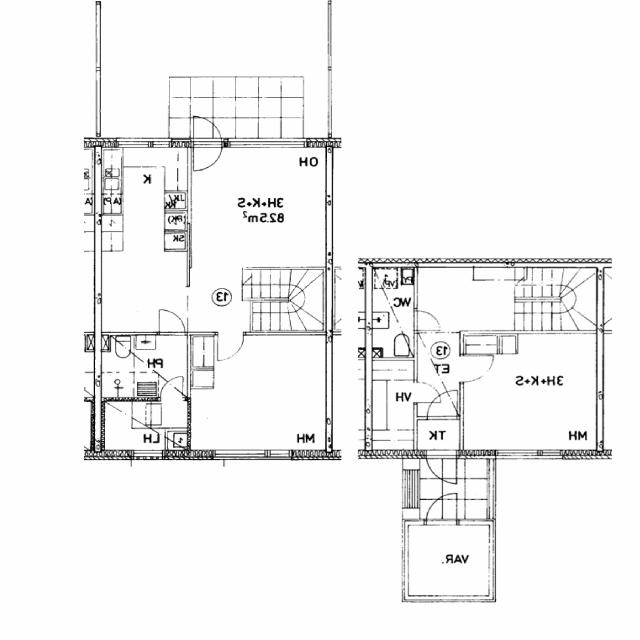 OH
K
3H+K+S
82.5m²
JK
KK
(PK)
SK
(A
P)
(A)
13
PH
LH
MH
WC
(PK)
13
ET
3H+K+S
VH
TK
MH
VAR.